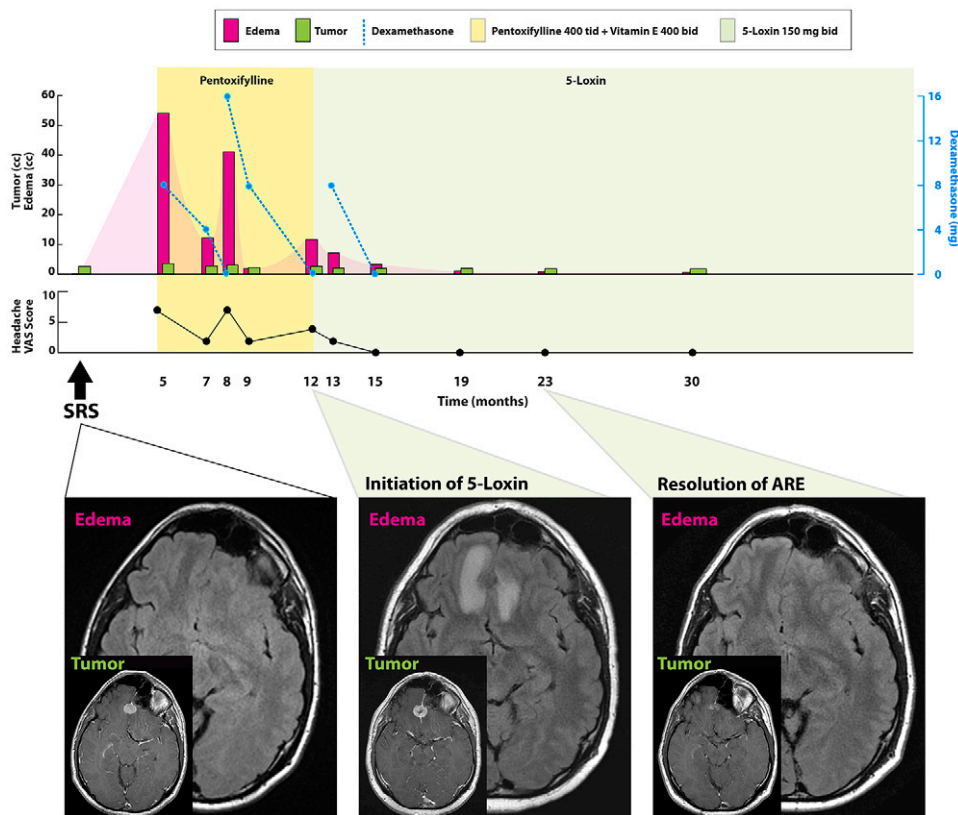 Edema Tumor Dexamethasone Pentoxifylline 400 tid + Vitamin E 400 bid 5-Loxin 150 mg bid
Pentoxifylline 5-Loxin
Tumor (cc)
Edema (cc)
60
50
40
30
20
10
0
16
12
8
4
0
Dexamethasone (mg)
Headache
VAS Score
10
5
0
5 7 8 9 12 13 15 19 23 30
Time (months)
SRS
Initiation of 5-Loxin
Resolution of ARE
Edema
Edema
Edema
Tumor
Tumor
Tumor